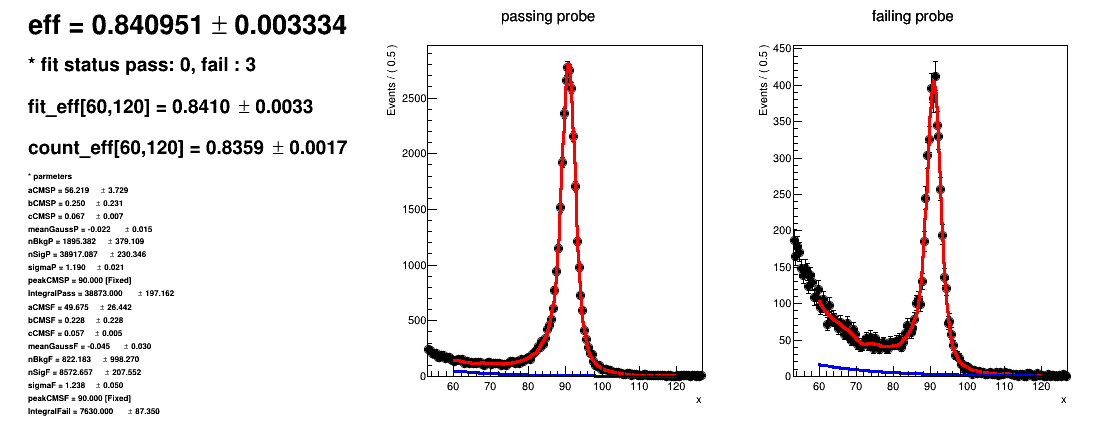 eff = 0.840951 ± 0.003334
* fit status pass: 0, fail : 3
fit_eff[60,120] = 0.8410 ± 0.0033
count_eff[60,120] = 0.8359 ± 0.0017
* parmeters
aCMSP = 56.219 ± 3.729
bCMSP = 0.250 ± 0.231
cCMSP = 0.067 ± 0.007
meanGaussP = -0.022 ± 0.015
nBkgP = 1895.382 ± 379.109
nSigP = 38917.087 ± 230.346
sigmaP = 1.190 ± 0.021
peakCMSP = 90.000 [Fixed]
IntegralPass = 38873.000 ± 197.162
aCMSF = 49.675 ± 26.442
bCMSF = 0.228 ± 0.228
cCMSF = 0.057 ± 0.005
meanGaussF = -0.045 ± 0.030
nBkgF = 822.183 ± 998.270
nSigF = 8572.657 ± 207.552
sigmaF = 1.238 ± 0.050
peakCMSF = 90.000 [Fixed]
IntegralFail = 7630.000 ± 87.350
passing probe
Events / ( 0.5 )
2500
2000
1500
1000
500
0
60 70 80 90 100 110 120
x
failing probe
Events / ( 0.5 )
450
400
350
300
250
200
150
100
50
0
60 70 80 90 100 110 120
x